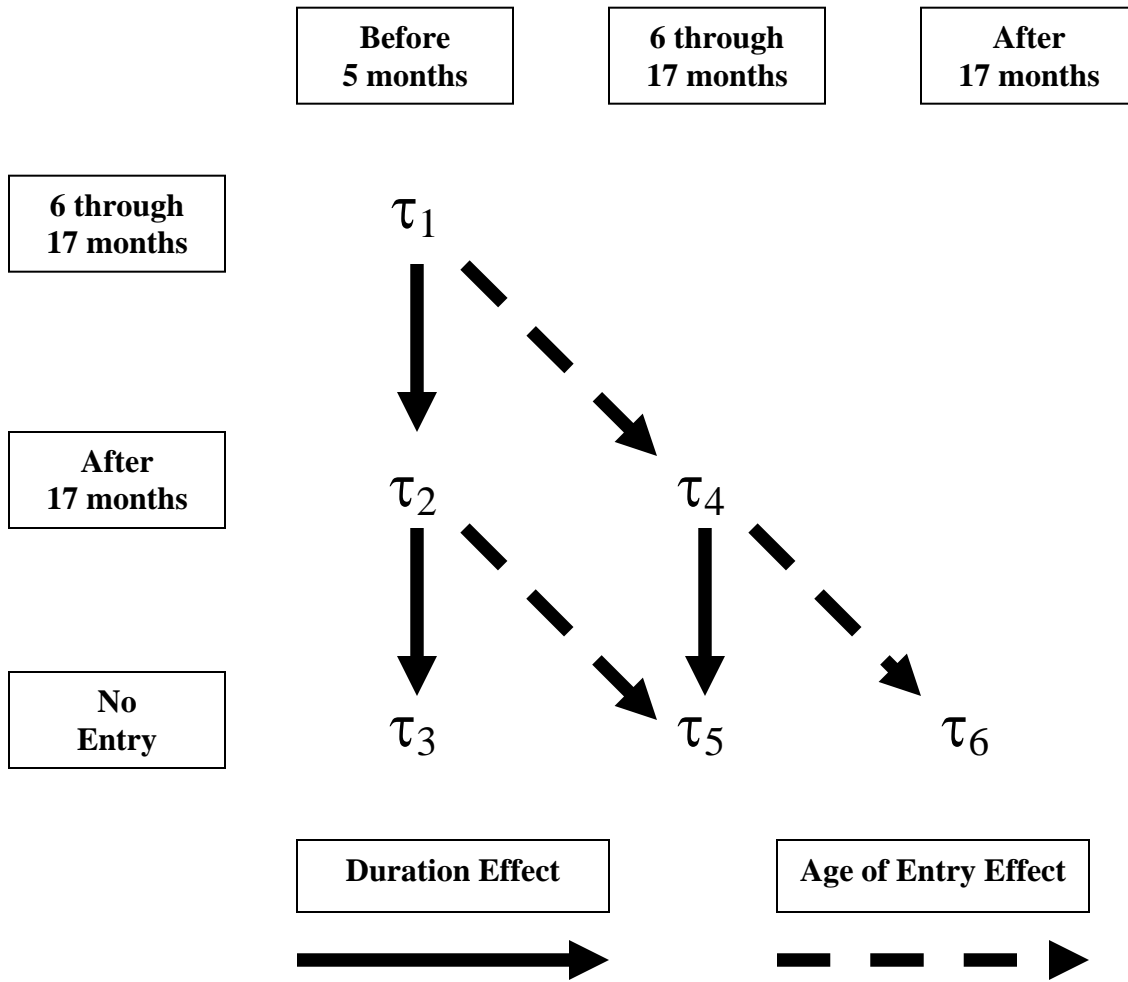 Before
5 months
6 through
17 months
After
17 months
6 through
17 months
τ1
After
17 months
τ2
τ4
No
Entry
τ3
τ5
τ6
Duration Effect
Age of Entry Effect